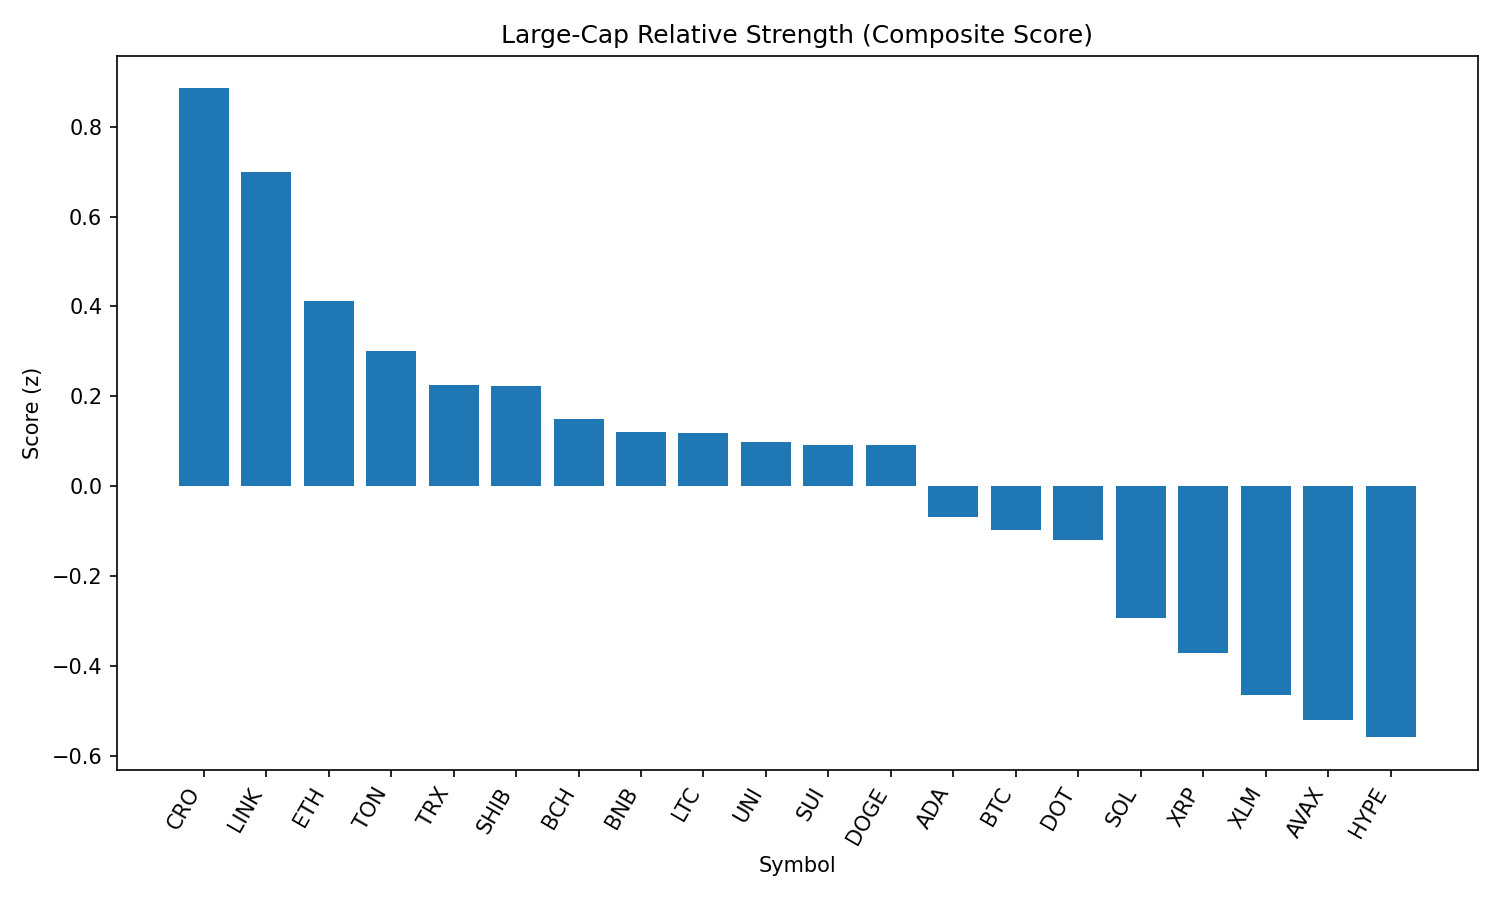 Large-Cap Relative Strength (Composite Score)
Score (z)
0.8
0.6
0.4
0.2
0.0
−0.2
−0.4
−0.6
CRO
LINK
ETH
TON
TRX
SHIB
BCH
BNB
LTC
UNI
SUI
DOGE
ADA
BTC
DOT
SOL
XRP
XLM
AVAX
HYPE
Symbol